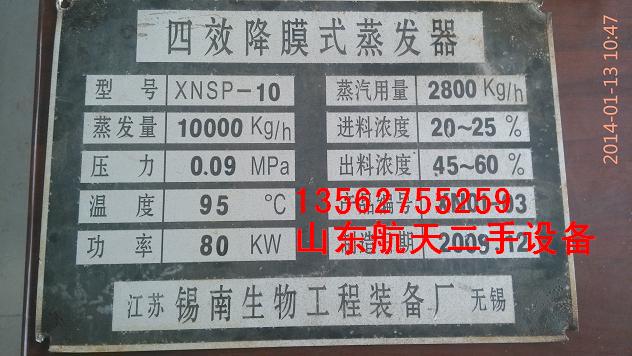 四效降膜式蒸发器
型号 XNSP-10 蒸汽用量 2800 Kg/h
蒸发量 10000 Kg/h 进料浓度 20~25 %
压力 0.09 MPa 出料浓度 45~60 %
温度 95 ℃
13562755259
功率 80 KW
山东航天二手设备
江苏 锡南生物工程装备厂 无锡
2014-01-13 10:47